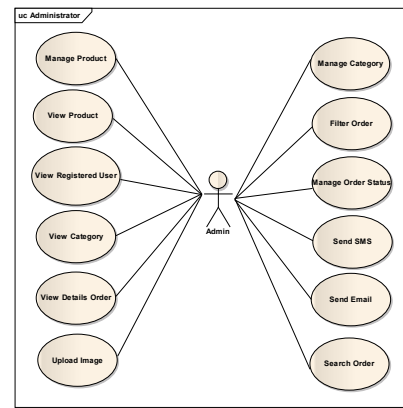 uc Administrator
Manage Product
View Product
View Registered User
View Category
View Details Order
Upload Image
Admin
Manage Category
Filter Order
Manage Order Status
Send SMS
Send Email
Search Order